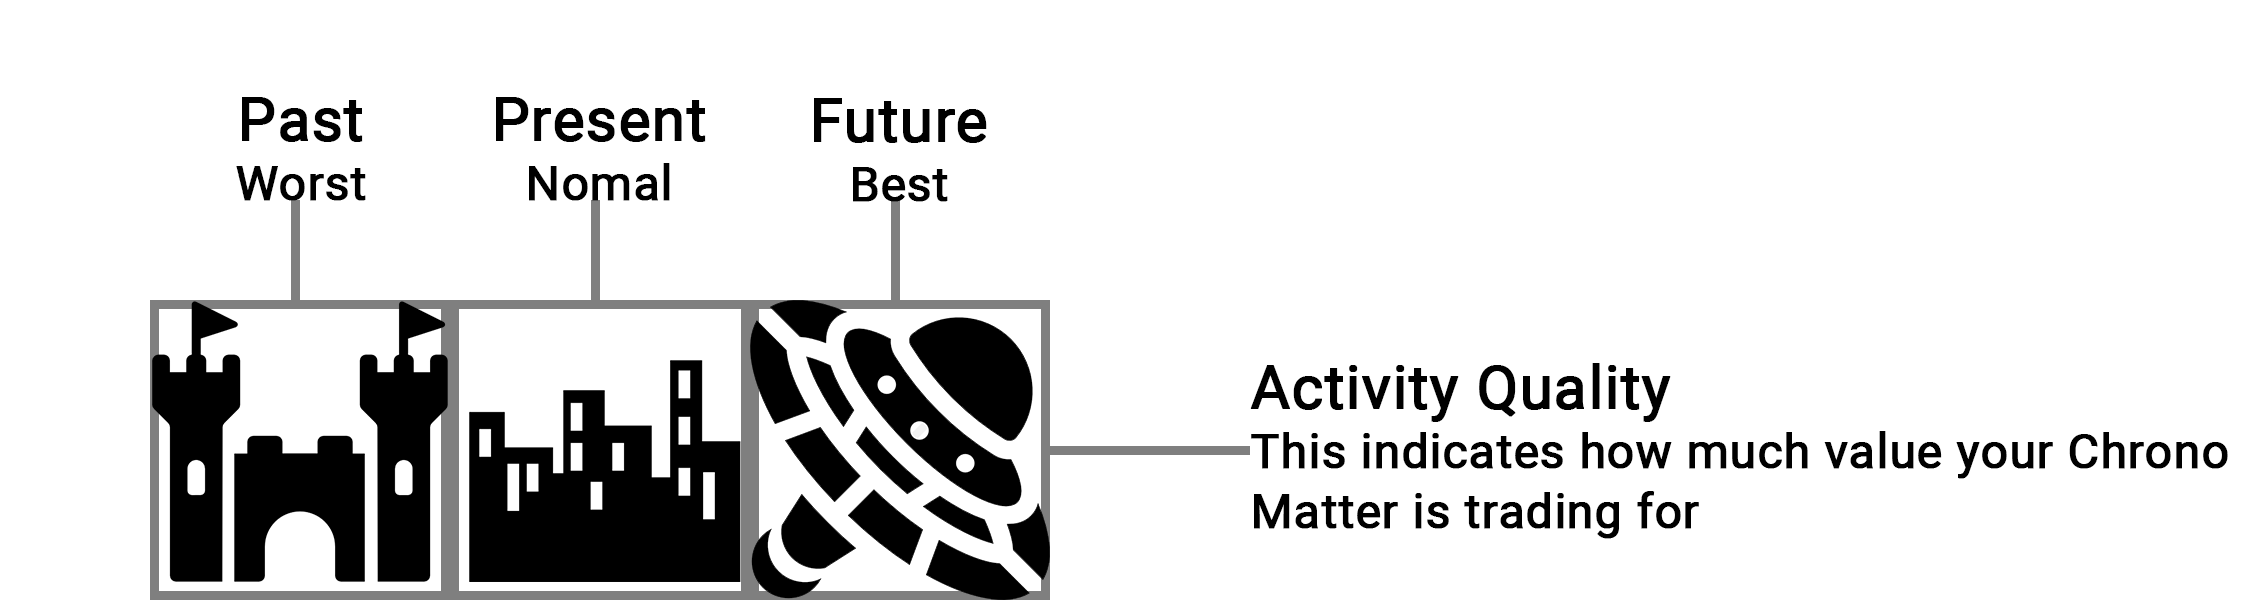 Past
Worst
Present
Nomal
Future
Best
Activity Quality
This indicates how much value your Chrono
Matter is trading for